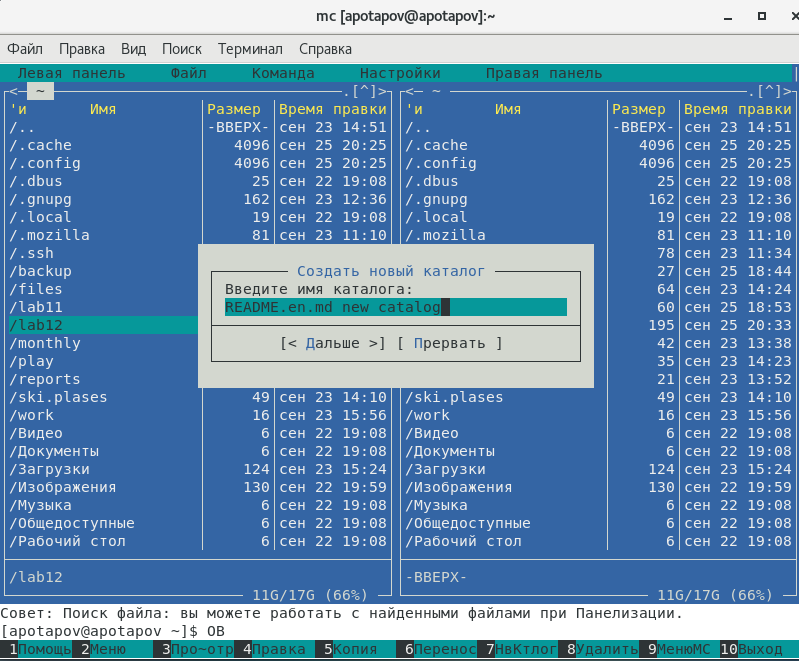 mc [apotapov@apotapov]:~
Файл Правка Вид Поиск Терминал Справка
Левая панель Файл Команда Настройки Правая панель
<─ ~ .[^]> <─ ~ .[^]>
'и Имя Размер Время правки 'и Имя Размер Время правки
/.. -ВВЕРХ- сен 23 14:51 /.. -ВВЕРХ- сен 23 14:51
/.cache 4096 сен 25 20:25 /.cache 4096 сен 25 20:25
/.config 4096 сен 25 20:25 /.config 4096 сен 25 20:25
/.dbus 25 сен 22 19:08 /.dbus 25 сен 22 19:08
/.gnupg 162 сен 23 12:36 /.gnupg 162 сен 23 12:36
/.local 19 сен 22 19:08 /.local 19 сен 22 19:08
/.mozilla 81 сен 23 11:10 /.mozilla 81 сен 23 11:10
/.ssh 78 сен 23 11:34
/backup Создать новый каталог 27 сен 25 18:44
/files Введите имя каталога: 64 сен 23 14:24
/lab11 README.en.md new catalog 60 сен 25 18:53
/lab12 195 сен 25 20:33
/monthly [< Дальше >] [ Прервать ] 42 сен 23 13:38
/play 35 сен 23 14:23
/reports 21 сен 23 13:52
/ski.plases 49 сен 23 14:10 /ski.plases 49 сен 23 14:10
/work 16 сен 23 15:56 /work 16 сен 23 15:56
/Видео 6 сен 22 19:08 /Видео 6 сен 22 19:08
/Документы 6 сен 22 19:08 /Документы 6 сен 22 19:08
/Загрузки 124 сен 23 15:24 /Загрузки 124 сен 23 15:24
/Изображения 130 сен 22 19:59 /Изображения 130 сен 22 19:59
/Музыка 6 сен 22 19:08 /Музыка 6 сен 22 19:08
/Общедоступные 6 сен 22 19:08 /Общедоступные 6 сен 22 19:08
/Рабочий стол 6 сен 22 19:08 /Рабочий стол 6 сен 22 19:08
/lab12 -ВВЕРХ-
11G/17G (66%) 11G/17G (66%)
Совет: Поиск файла: вы можете работать с найденными файлами при Панелизации.
[apotapov@apotapov ~]$ OB
1Помощь 2Меню 3Про~отр 4Правка 5Копия 6Перенос 7НвКтлог 8Удалить 9МенюMC 10Выход